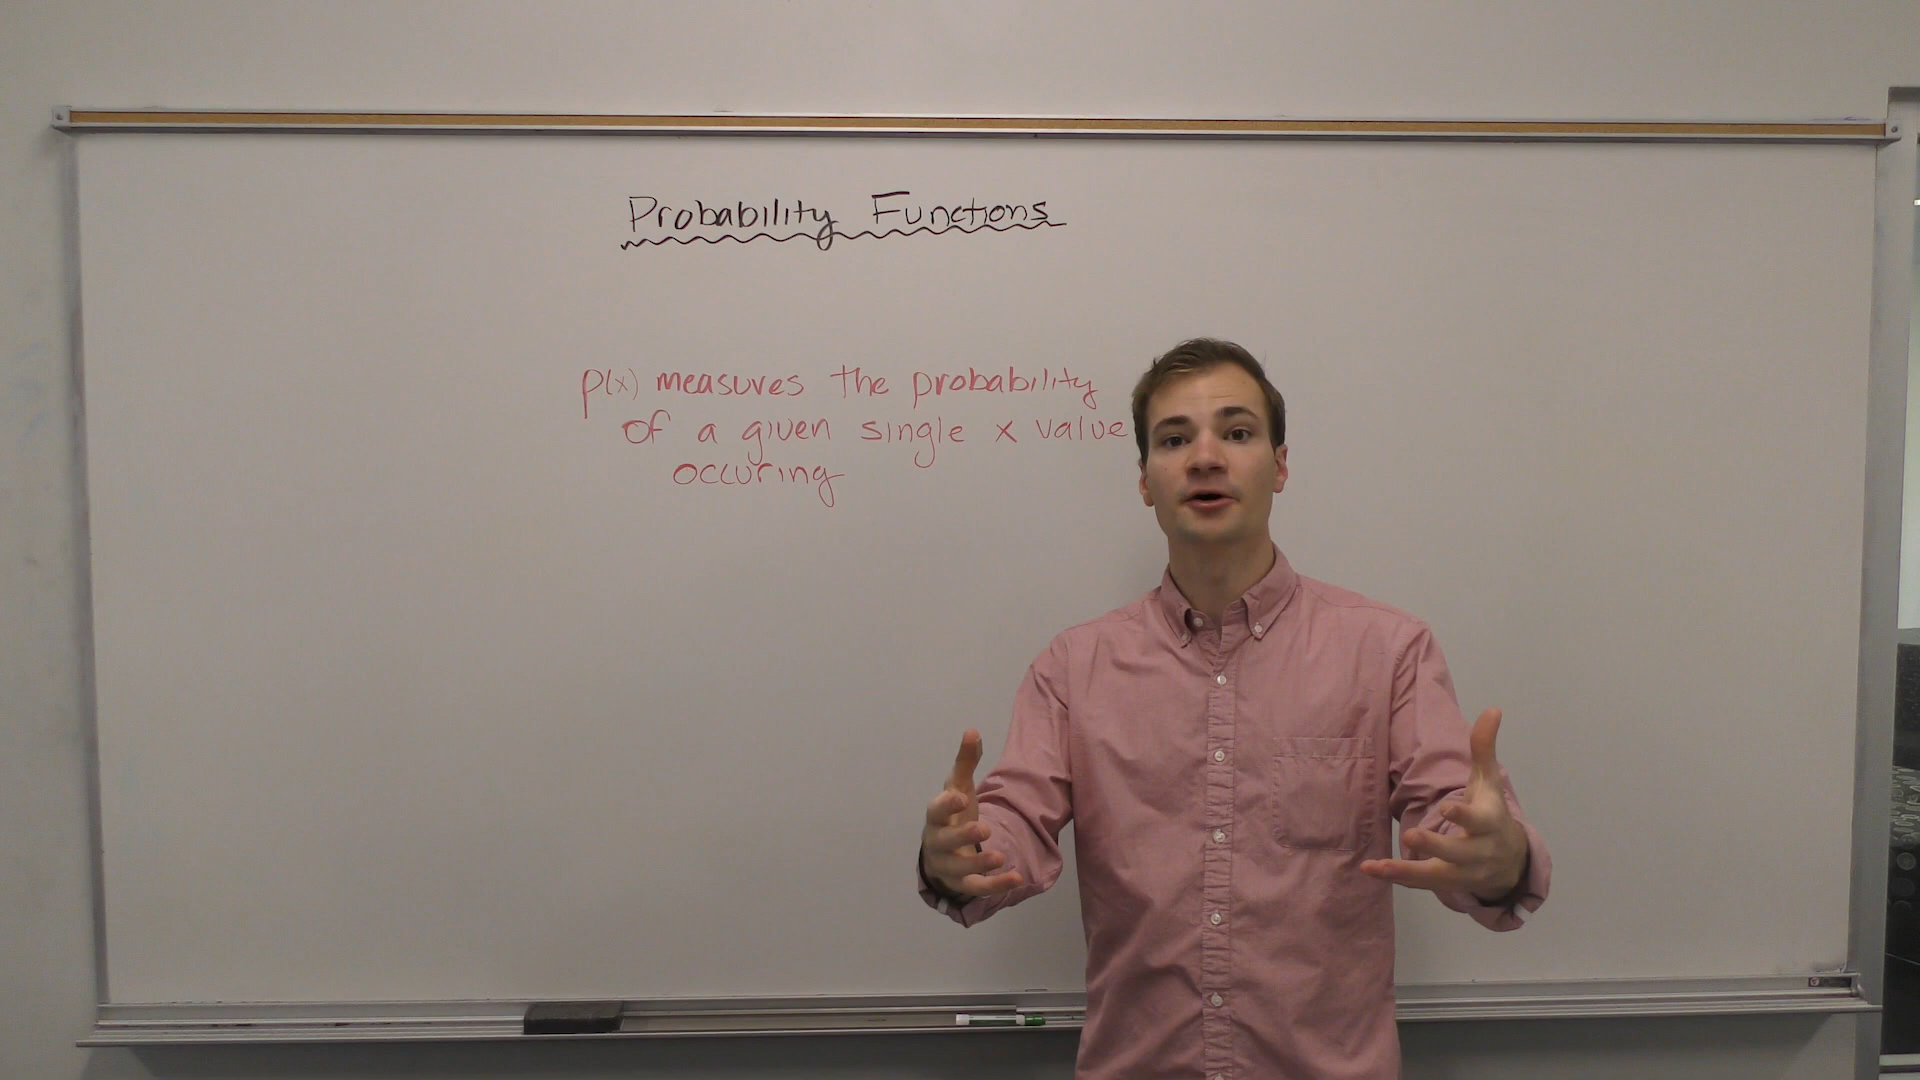 Probability Functions
p(x) measures the probability
of a given single x value
occuring